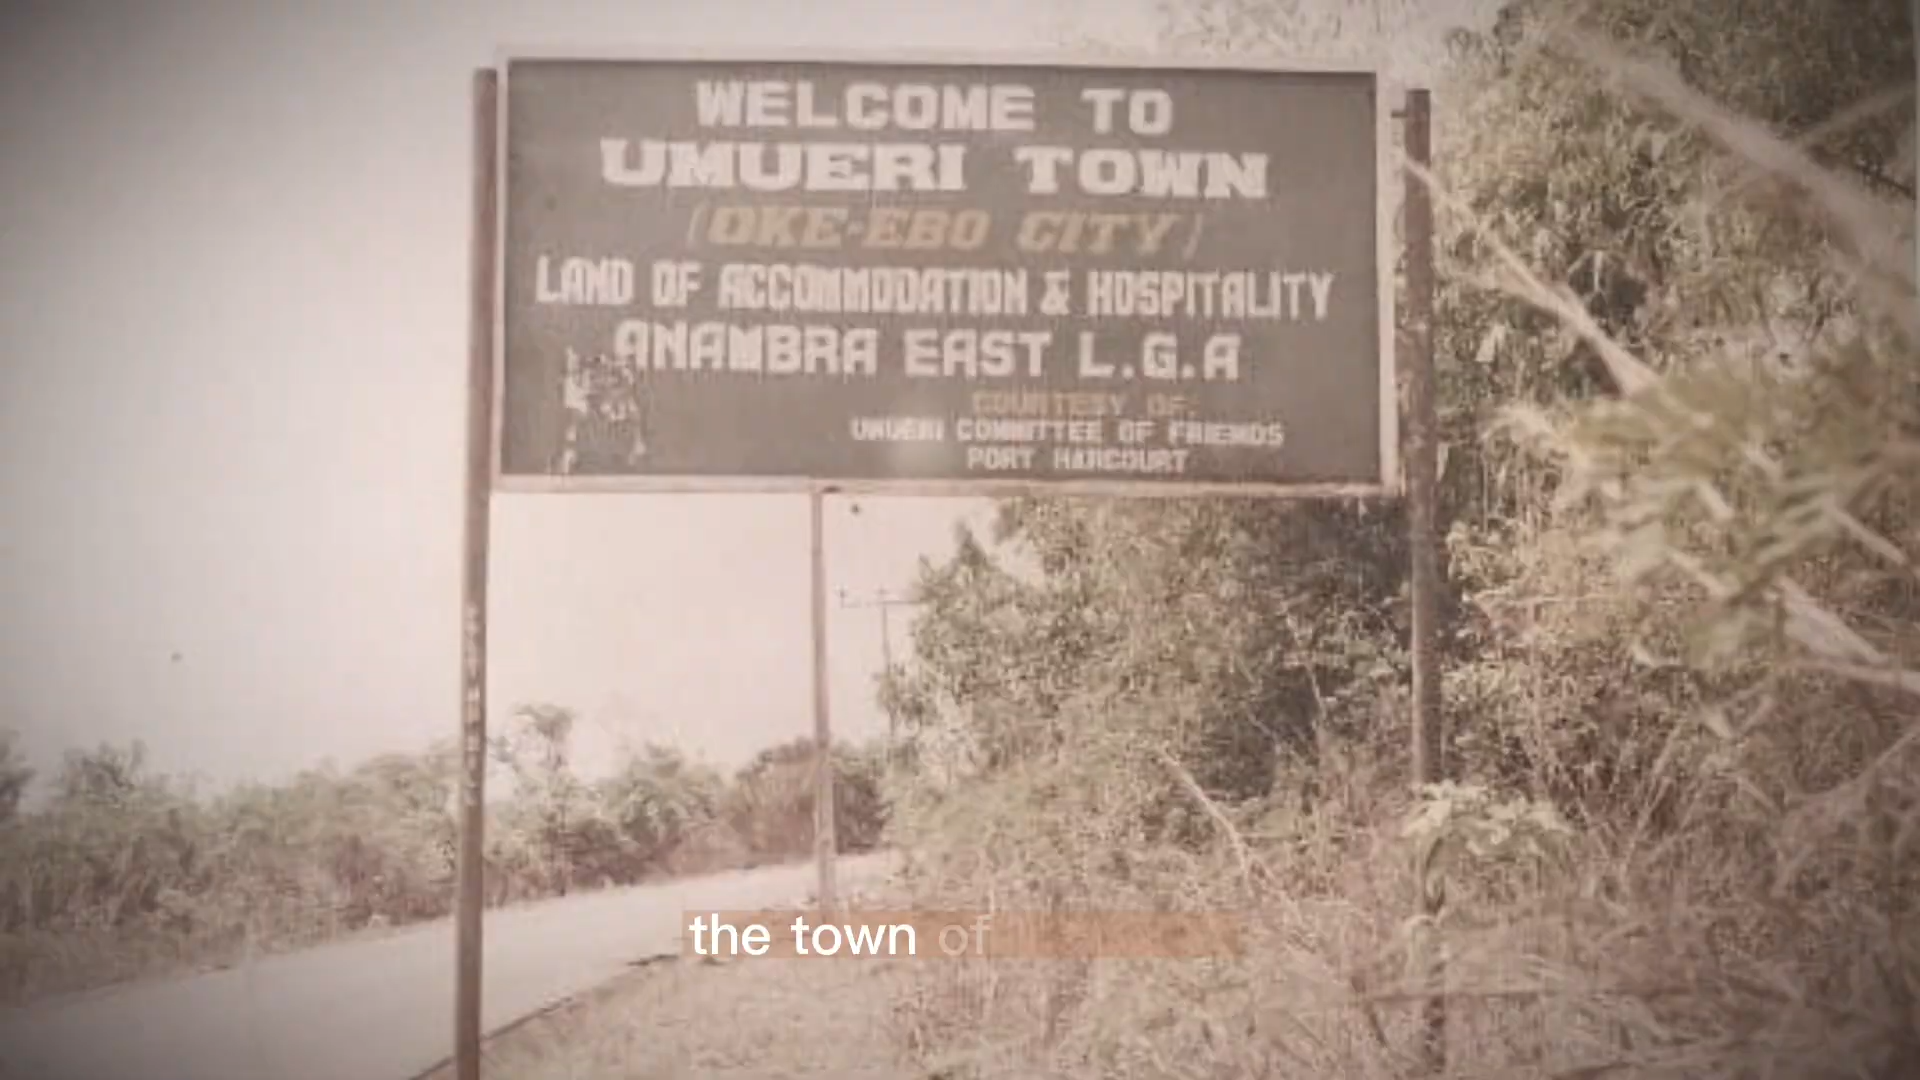 WELCOME TO
UMUERI TOWN
(OKE-EBO CITY)
LAND OF ACCOMMODATION & HOSPITALITY
ANAMBRA EAST L.G.A
COURTESY OF:
UMUERI COMMITTEE OF FRIENDS
PORT HARCOURT
the town of